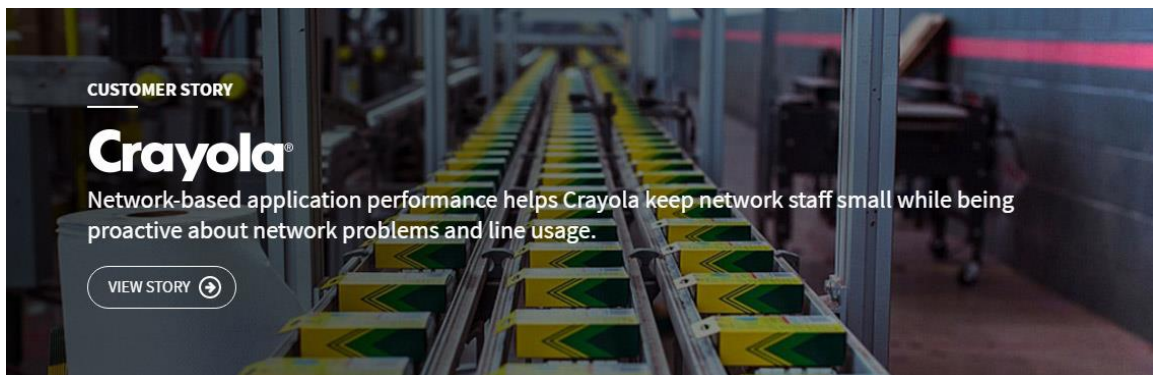 CUSTOMER STORY
Crayola®
Network-based application performance helps Crayola keep network staff small while being
proactive about network problems and line usage.
VIEW STORY